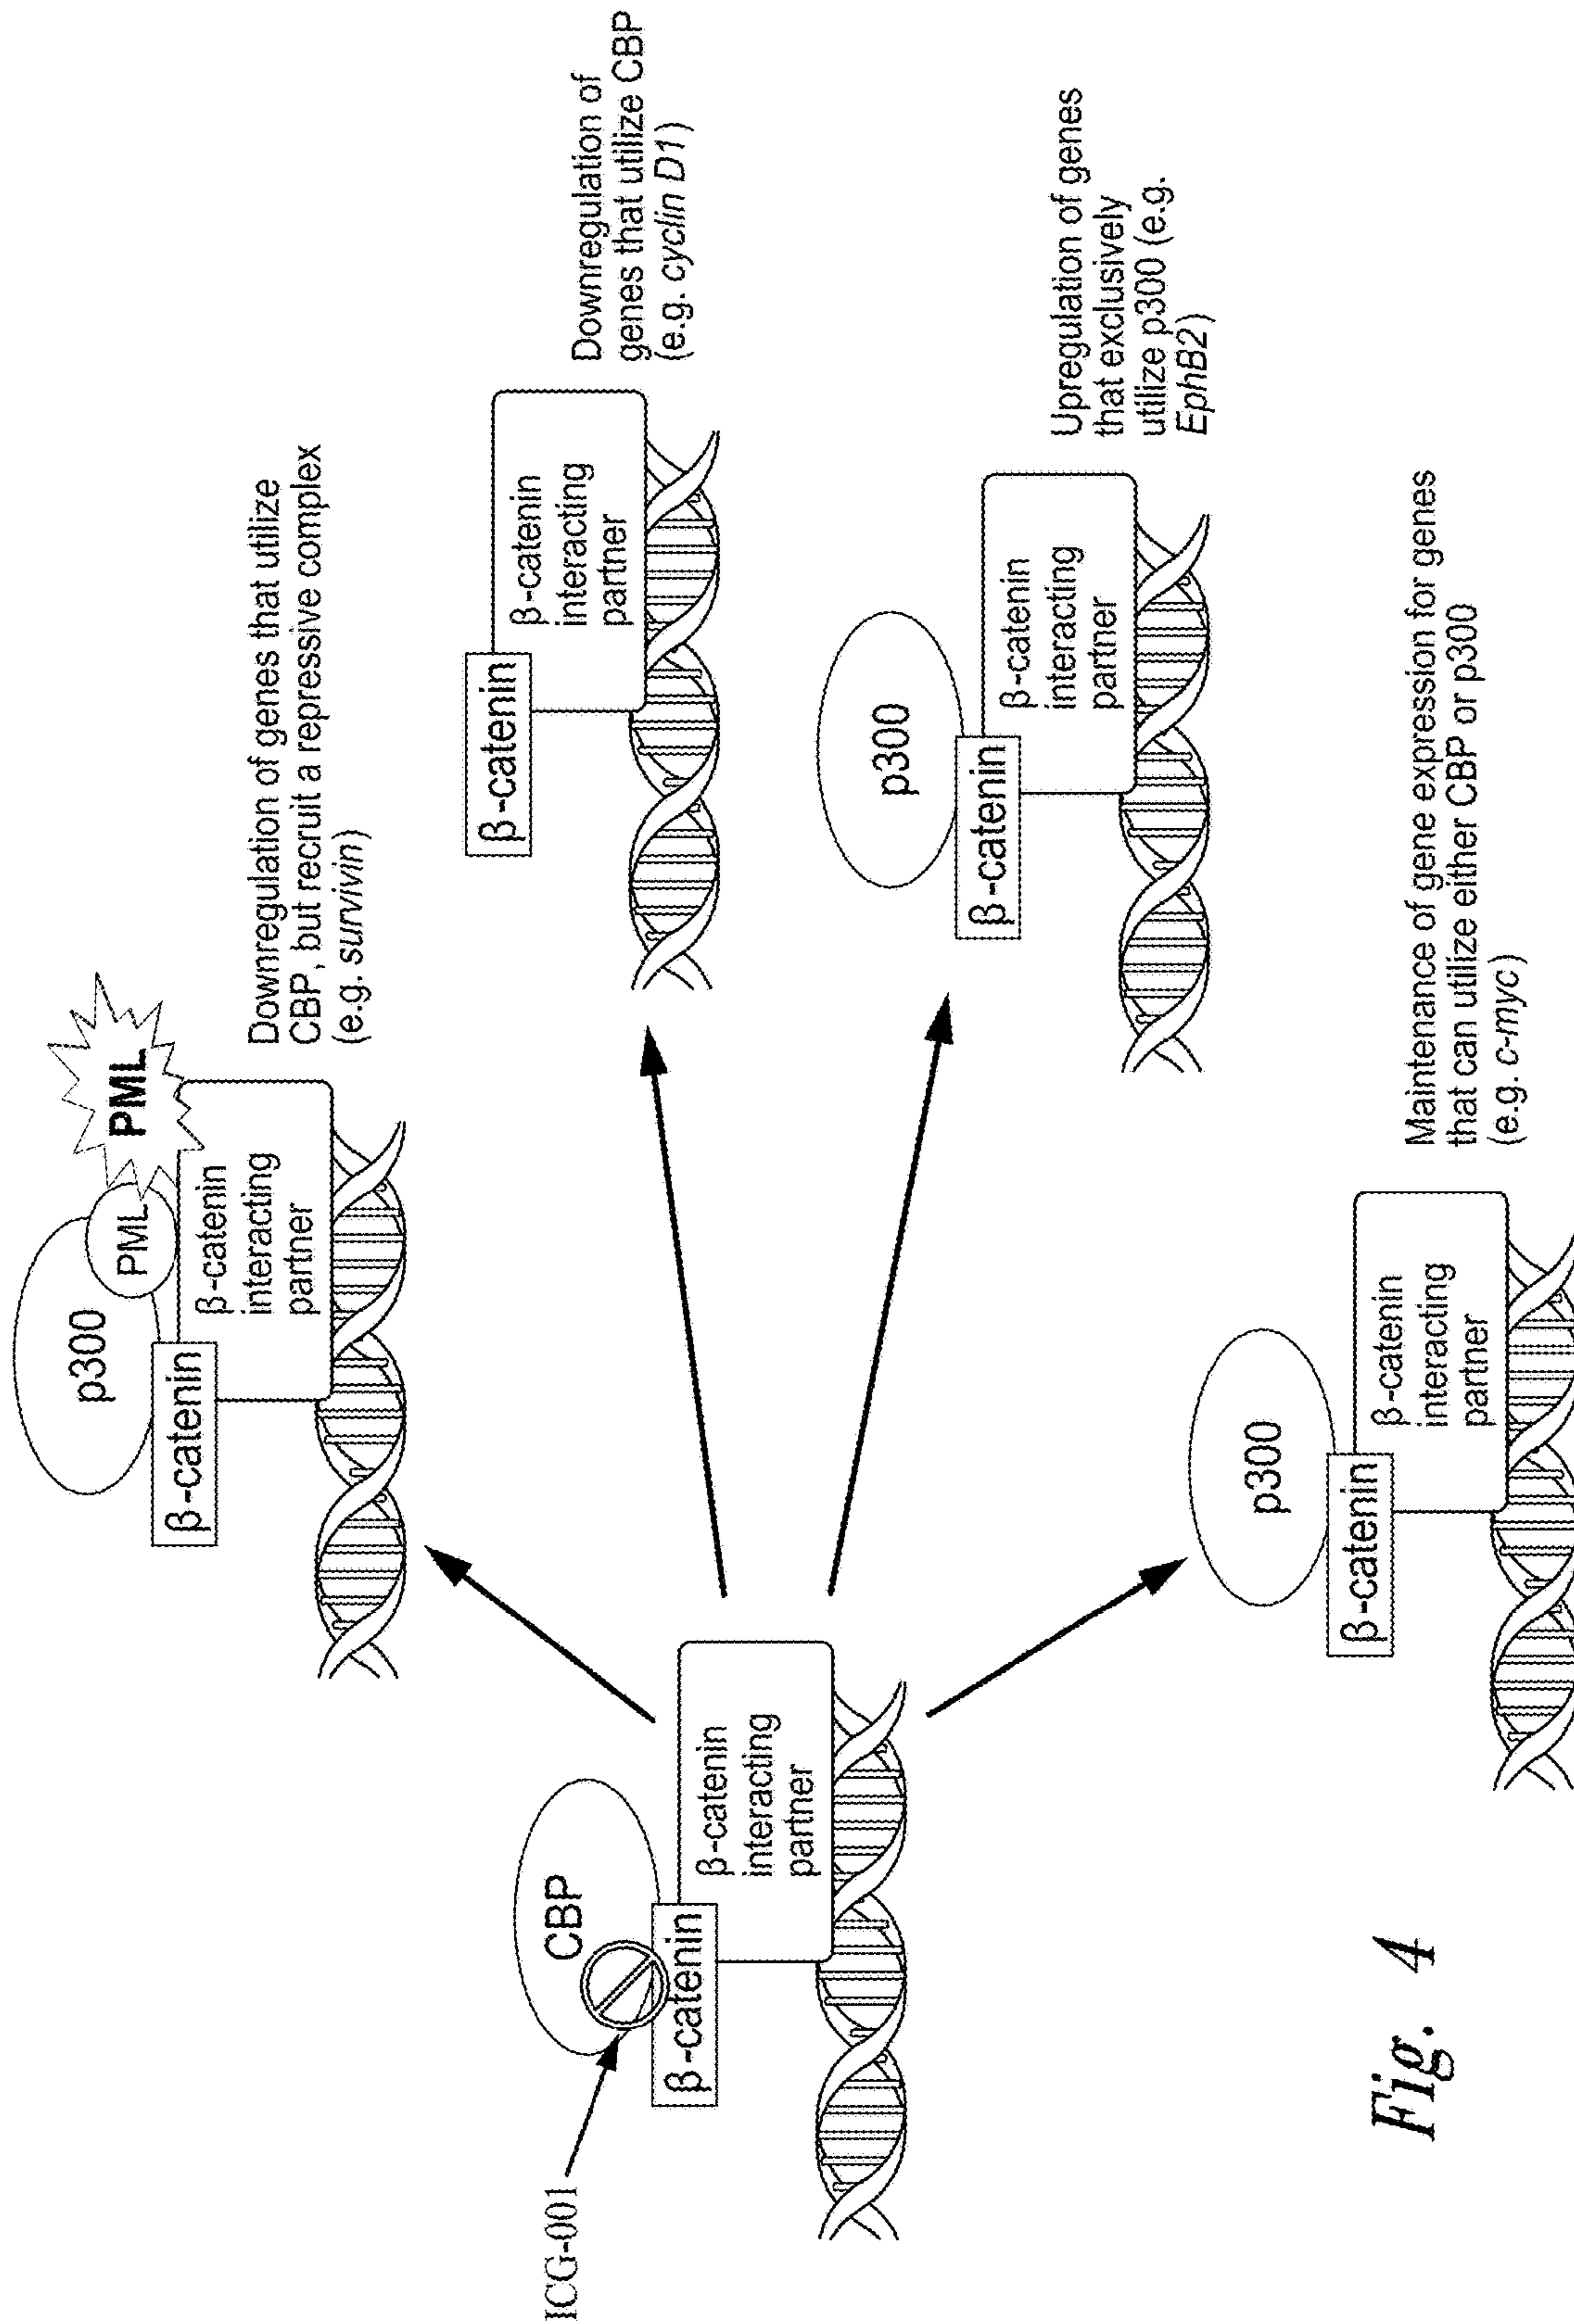 ICG-001
CBP
β-catenin
β-catenin
interacting
partner
p300
PML
PML
β-catenin
β-catenin
interacting
partner
Downregulation of genes that utilize
CBP, but recruit a repressive complex
(e.g. survivin)
β-catenin
β-catenin
interacting
partner
Downregulation of
genes that utilize CBP
(e.g. cyclin D1)
p300
β-catenin
β-catenin
interacting
partner
Upregulation of genes
that exclusively
utilize p300 (e.g.
EphB2)
p300
β-catenin
β-catenin
interacting
partner
Maintenance of gene expression for genes
that can utilize either CBP or p300
(e.g. c-myc)
Fig. 4